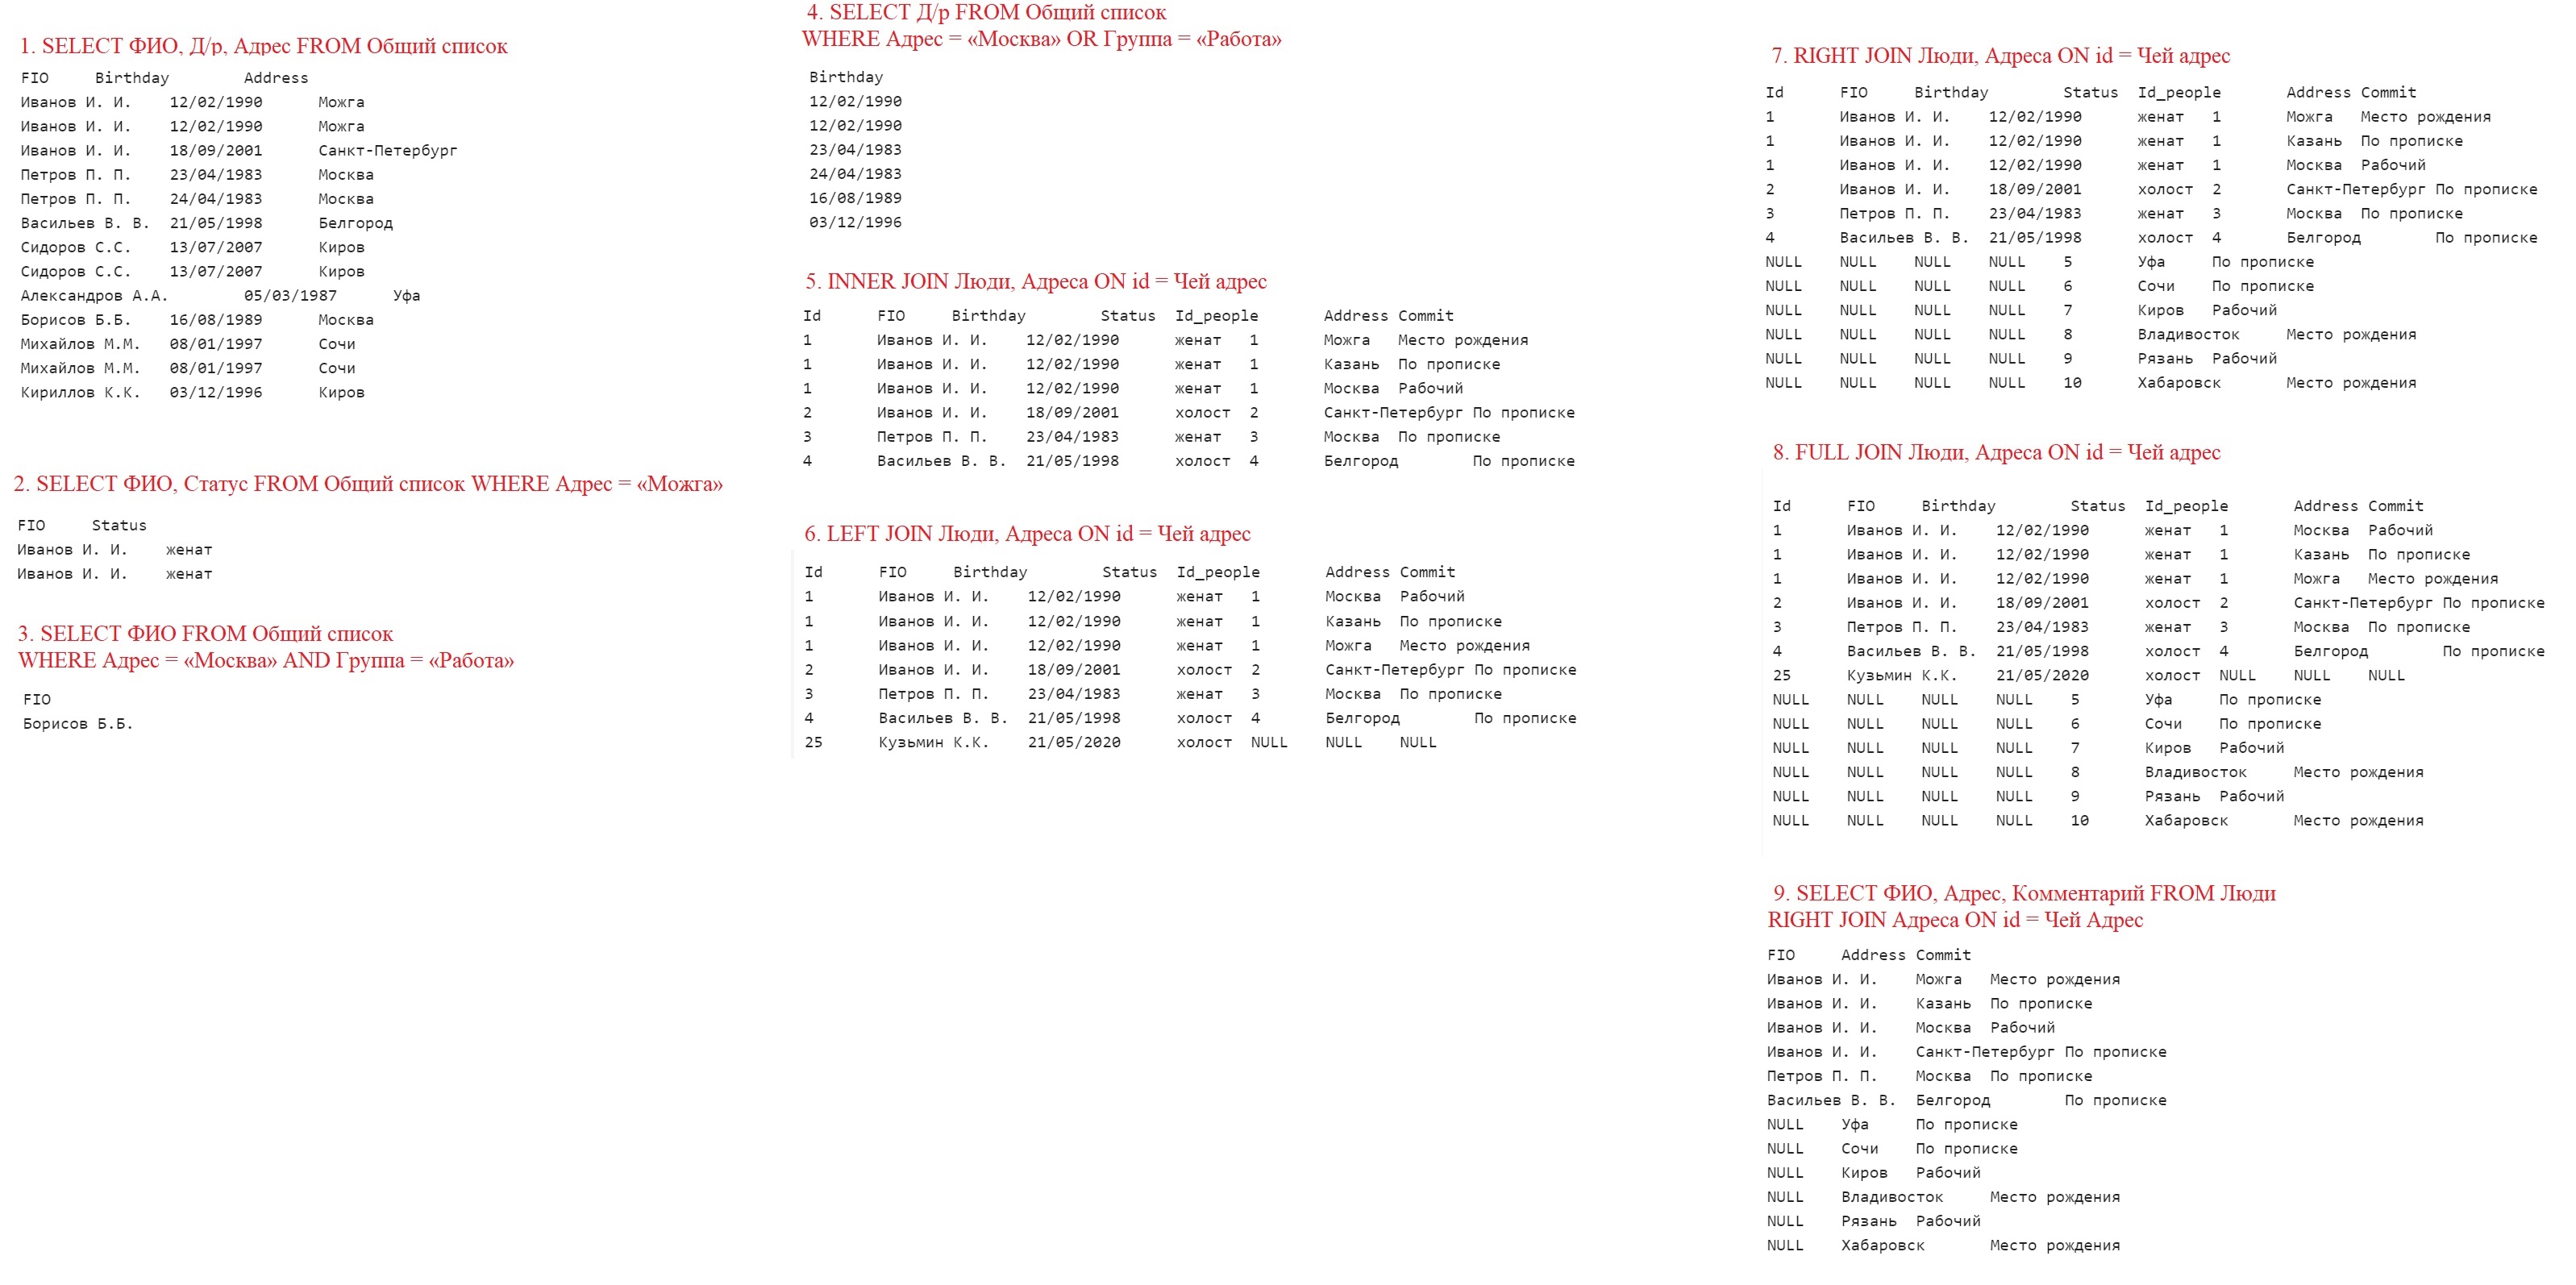 1. SELECT ФИО, Д/р, Адрес FROM Общий список
FIO Birthday Address
Иванов И. И. 12/02/1990 Можга
Иванов И. И. 12/02/1990 Можга
Иванов И. И. 18/09/2001 Санкт-Петербург
Петров П. П. 23/04/1983 Москва
Петров П. П. 24/04/1983 Москва
Васильев В. В. 21/05/1998 Белгород
Сидоров С.С. 13/07/2007 Киров
Сидоров С.С. 13/07/2007 Киров
Александров А.А. 05/03/1987 Уфа
Борисов Б.Б. 16/08/1989 Москва
Михайлов М.М. 08/01/1997 Сочи
Михайлов М.М. 08/01/1997 Сочи
Кириллов К.К. 03/12/1996 Киров
2. SELECT ФИО, Статус FROM Общий список WHERE Адрес = «Можга»
FIO Status
Иванов И. И. женат
Иванов И. И. женат
3. SELECT ФИО FROM Общий список
WHERE Адрес = «Москва» AND Группа = «Работа»
FIO
Борисов Б.Б.
4. SELECT Д/р FROM Общий список
WHERE Адрес = «Москва» OR Группа = «Работа»
Birthday
12/02/1990
12/02/1990
23/04/1983
24/04/1983
16/08/1989
03/12/1996
5. INNER JOIN Люди, Адреса ON id = Чей адрес
Id FIO Birthday Status Id_people Address Commit
1 Иванов И. И. 12/02/1990 женат 1 Можга Место рождения
1 Иванов И. И. 12/02/1990 женат 1 Казань По прописке
1 Иванов И. И. 12/02/1990 женат 1 Москва Рабочий
2 Иванов И. И. 18/09/2001 холост 2 Санкт-Петербург По прописке
3 Петров П. П. 23/04/1983 женат 3 Москва По прописке
4 Васильев В. В. 21/05/1998 холост 4 Белгород По прописке
6. LEFT JOIN Люди, Адреса ON id = Чей адрес
Id FIO Birthday Status Id_people Address Commit
1 Иванов И. И. 12/02/1990 женат 1 Москва Рабочий
1 Иванов И. И. 12/02/1990 женат 1 Казань По прописке
1 Иванов И. И. 12/02/1990 женат 1 Можга Место рождения
2 Иванов И. И. 18/09/2001 холост 2 Санкт-Петербург По прописке
3 Петров П. П. 23/04/1983 женат 3 Москва По прописке
4 Васильев В. В. 21/05/1998 холост 4 Белгород По прописке
25 Кузьмин К.К. 21/05/2020 холост NULL NULL NULL
7. RIGHT JOIN Люди, Адреса ON id = Чей адрес
Id FIO Birthday Status Id_people Address Commit
1 Иванов И. И. 12/02/1990 женат 1 Можга Место рождения
1 Иванов И. И. 12/02/1990 женат 1 Казань По прописке
1 Иванов И. И. 12/02/1990 женат 1 Москва Рабочий
2 Иванов И. И. 18/09/2001 холост 2 Санкт-Петербург По прописке
3 Петров П. П. 23/04/1983 женат 3 Москва По прописке
4 Васильев В. В. 21/05/1998 холост 4 Белгород По прописке
NULL NULL NULL NULL 5 Уфа По прописке
NULL NULL NULL NULL 6 Сочи По прописке
NULL NULL NULL NULL 7 Киров Рабочий
NULL NULL NULL NULL 8 Владивосток Место рождения
NULL NULL NULL NULL 9 Рязань Рабочий
NULL NULL NULL NULL 10 Хабаровск Место рождения
8. FULL JOIN Люди, Адреса ON id = Чей адрес
Id FIO Birthday Status Id_people Address Commit
1 Иванов И. И. 12/02/1990 женат 1 Москва Рабочий
1 Иванов И. И. 12/02/1990 женат 1 Казань По прописке
1 Иванов И. И. 12/02/1990 женат 1 Можга Место рождения
2 Иванов И. И. 18/09/2001 холост 2 Санкт-Петербург По прописке
3 Петров П. П. 23/04/1983 женат 3 Москва По прописке
4 Васильев В. В. 21/05/1998 холост 4 Белгород По прописке
25 Кузьмин К.К. 21/05/2020 холост NULL NULL NULL
NULL NULL NULL NULL 5 Уфа По прописке
NULL NULL NULL NULL 6 Сочи По прописке
NULL NULL NULL NULL 7 Киров Рабочий
NULL NULL NULL NULL 8 Владивосток Место рождения
NULL NULL NULL NULL 9 Рязань Рабочий
NULL NULL NULL NULL 10 Хабаровск Место рождения
9. SELECT ФИО, Адрес, Комментарий FROM Люди
RIGHT JOIN Адреса ON id = Чей Адрес
FIO Address Commit
Иванов И. И. Можга Место рождения
Иванов И. И. Казань По прописке
Иванов И. И. Москва Рабочий
Иванов И. И. Санкт-Петербург По прописке
Петров П. П. Москва По прописке
Васильев В. В. Белгород По прописке
NULL Уфа По прописке
NULL Сочи По прописке
NULL Киров Рабочий
NULL Владивосток Место рождения
NULL Рязань Рабочий
NULL Хабаровск Место рождения